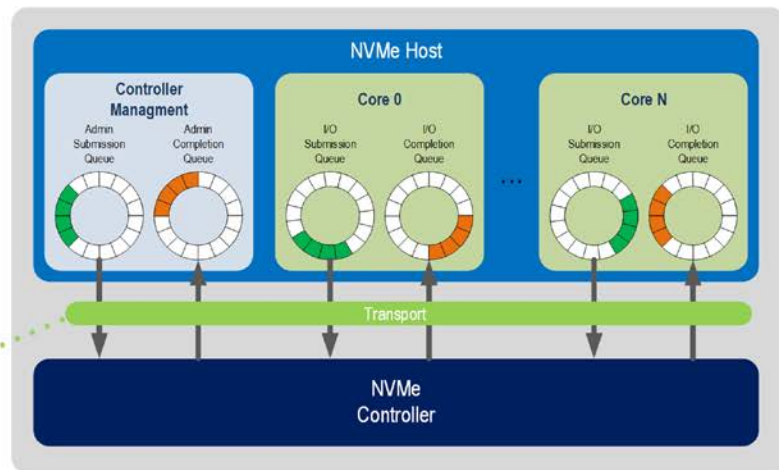 NVMe Host
Controller
Managment
Admin
Submission
Queue
Admin
Completion
Queue
Core 0
I/O
Submission
Queue
I/O
Completion
Queue
...
Core N
I/O
Submission
Queue
I/O
Completion
Queue
Transport
NVMe
Controller